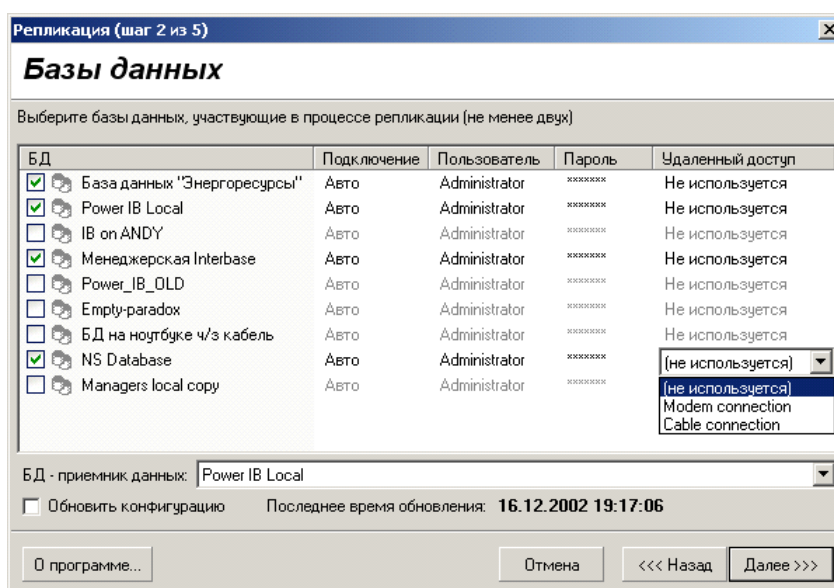 Репликация (шаг 2 из 5)
Базы данных
Выберите базы данных, участвующие в процессе репликации (не менее двух)
БД Подключение Пользователь Пароль Удаленный доступ
База данных "Энергоресурсы" Авто Administrator ******* Не используется
Power IB Local Авто Administrator ******* Не используется
IB on ANDY Авто Administrator ******* Не используется
Менеджерская Interbase Авто Administrator ******* Не используется
Power_IB_OLD Авто Administrator ******* Не используется
Empty-paradox Авто Administrator ******* Не используется
БД на ноутбуке ч/з кабель Авто Administrator ******* Не используется
NS Database Авто Administrator ******* (не используется)
Managers local copy Авто Administrator ******* (не используется)
Modem connection
Cable connection
БД - приемник данных: Power IB Local
Обновить конфигурацию Последнее время обновления: 16.12.2002 19:17:06
О программе... Отмена <<< Назад Далее >>>